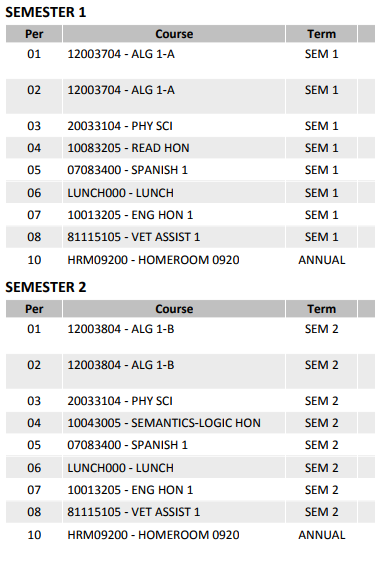 SEMESTER 1
Per Course Term
01 12003704 - ALG 1-A SEM 1
02 12003704 - ALG 1-A SEM 1
03 20033104 - PHY SCI SEM 1
04 10083205 - READ HON SEM 1
05 07083400 - SPANISH 1 SEM 1
06 LUNCH000 - LUNCH SEM 1
07 10013205 - ENG HON 1 SEM 1
08 81115105 - VET ASSIST 1 SEM 1
10 HRM09200 - HOMEROOM 0920 ANNUAL
SEMESTER 2
Per Course Term
01 12003804 - ALG 1-B SEM 2
02 12003804 - ALG 1-B SEM 2
03 20033104 - PHY SCI SEM 2
04 10043005 - SEMANTICS-LOGIC HON SEM 2
05 07083400 - SPANISH 1 SEM 2
06 LUNCH000 - LUNCH SEM 2
07 10013205 - ENG HON 1 SEM 2
08 81115105 - VET ASSIST 1 SEM 2
10 HRM09200 - HOMEROOM 0920 ANNUAL